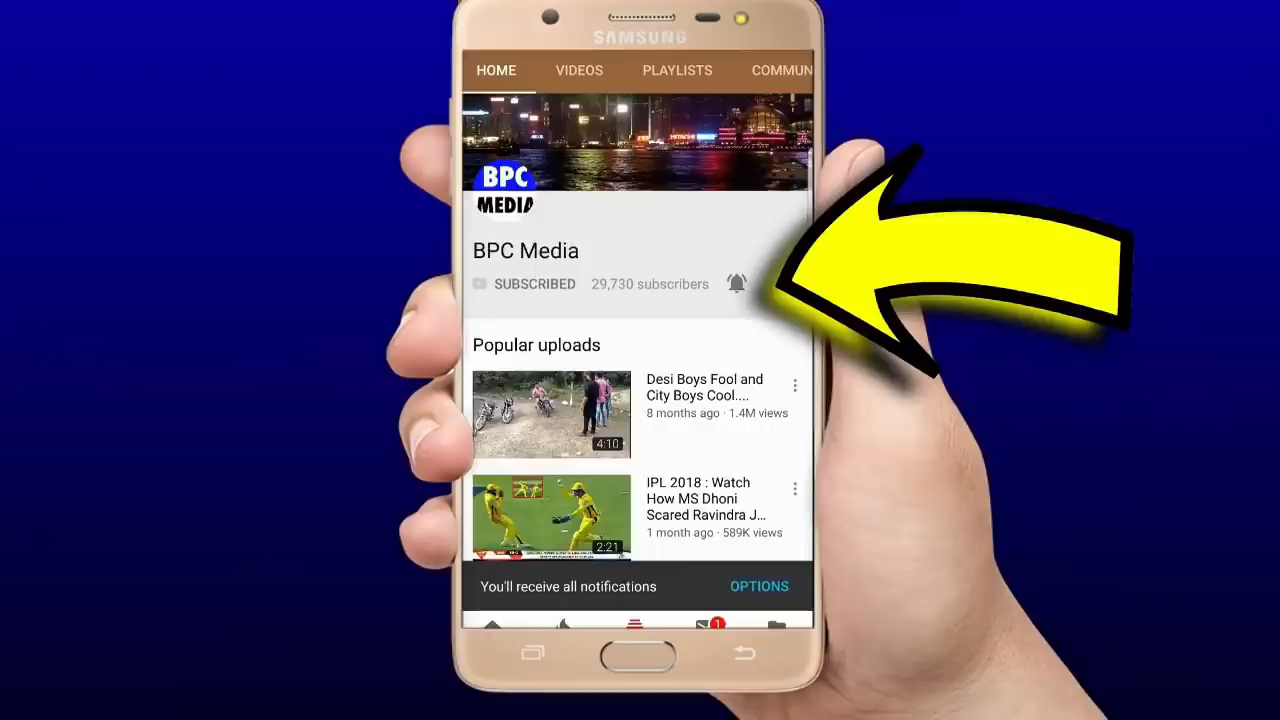 SAMSUNG
HOME VIDEOS PLAYLISTS COMMUN
HITACHI
BPC
MEDIA
BPC Media
SUBSCRIBED 29,730 subscribers
Popular uploads
Desi Boys Fool and
City Boys Cool....
8 months ago · 1.4M views
4:10
IPL 2018 : Watch
How MS Dhoni
Scared Ravindra J...
1 month ago · 589K views
2:21
You'll receive all notifications OPTIONS
1